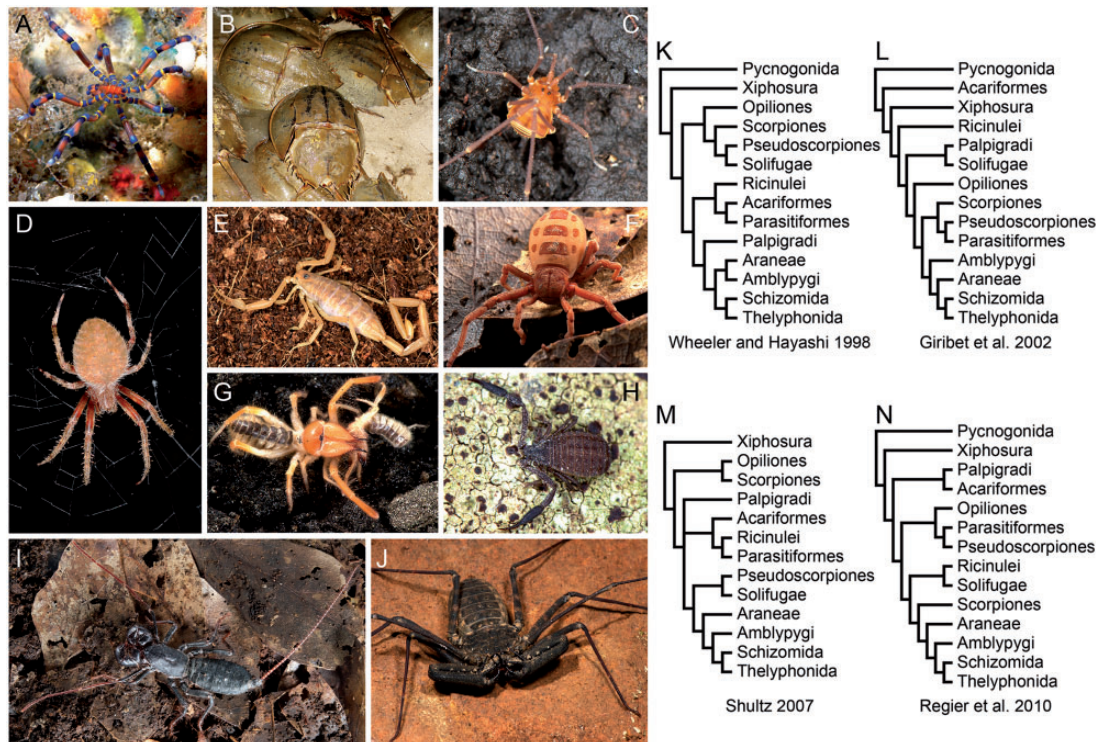 A
B
C
D
E
F
G
H
I
J
K
Pycnogonida
Xiphosura
Opiliones
Scorpiones
Pseudoscorpiones
Solifugae
Ricinulei
Acariformes
Parasitiformes
Palpigradi
Araneae
Amblypygi
Schizomida
Thelyphonida
Wheeler and Hayashi 1998
L
Pycnogonida
Acariformes
Xiphosura
Ricinulei
Palpigradi
Solifugae
Opiliones
Scorpiones
Pseudoscorpiones
Parasitiformes
Amblypygi
Araneae
Schizomida
Thelyphonida
Giribet et al. 2002
M
Xiphosura
Opiliones
Scorpiones
Palpigradi
Acariformes
Ricinulei
Parasitiformes
Pseudoscorpiones
Solifugae
Araneae
Amblypygi
Schizomida
Thelyphonida
Shultz 2007
N
Pycnogonida
Xiphosura
Palpigradi
Acariformes
Opiliones
Parasitiformes
Pseudoscorpiones
Ricinulei
Solifugae
Scorpiones
Araneae
Amblypygi
Schizomida
Thelyphonida
Regier et al. 2010